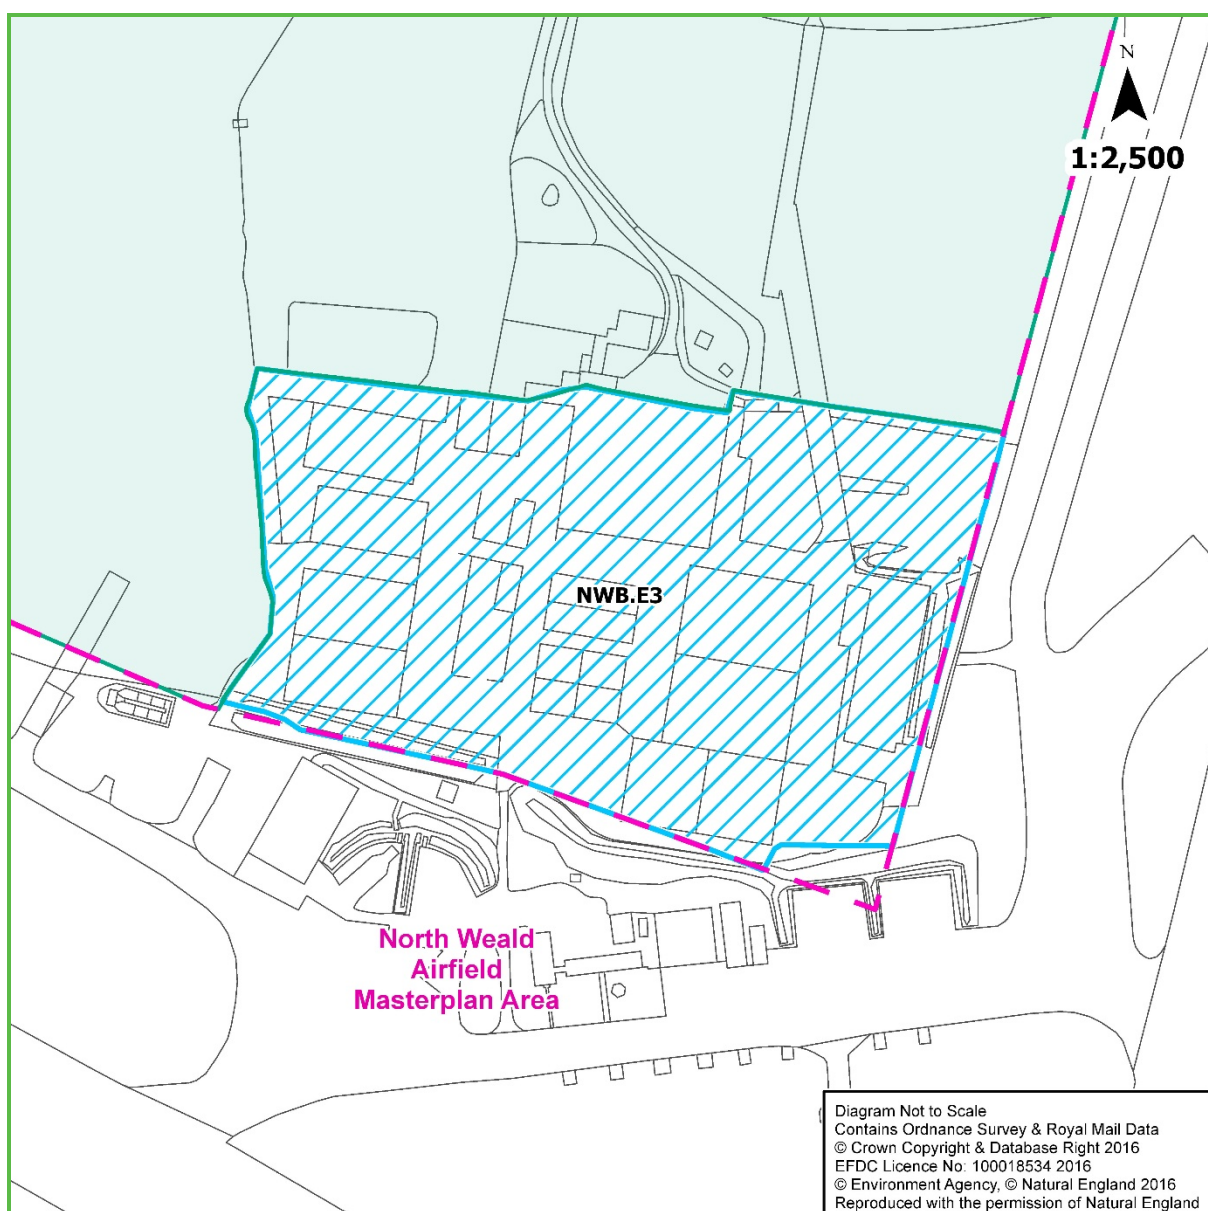 N
1:2,500
NWB.E3
North Weald
Airfield
Masterplan Area
Diagram Not to Scale
Contains Ordnance Survey & Royal Mail Data
© Crown Copyright & Database Right 2016
EFDC Licence No: 100018534 2016
© Environment Agency, © Natural England 2016
Reproduced with the permission of Natural England